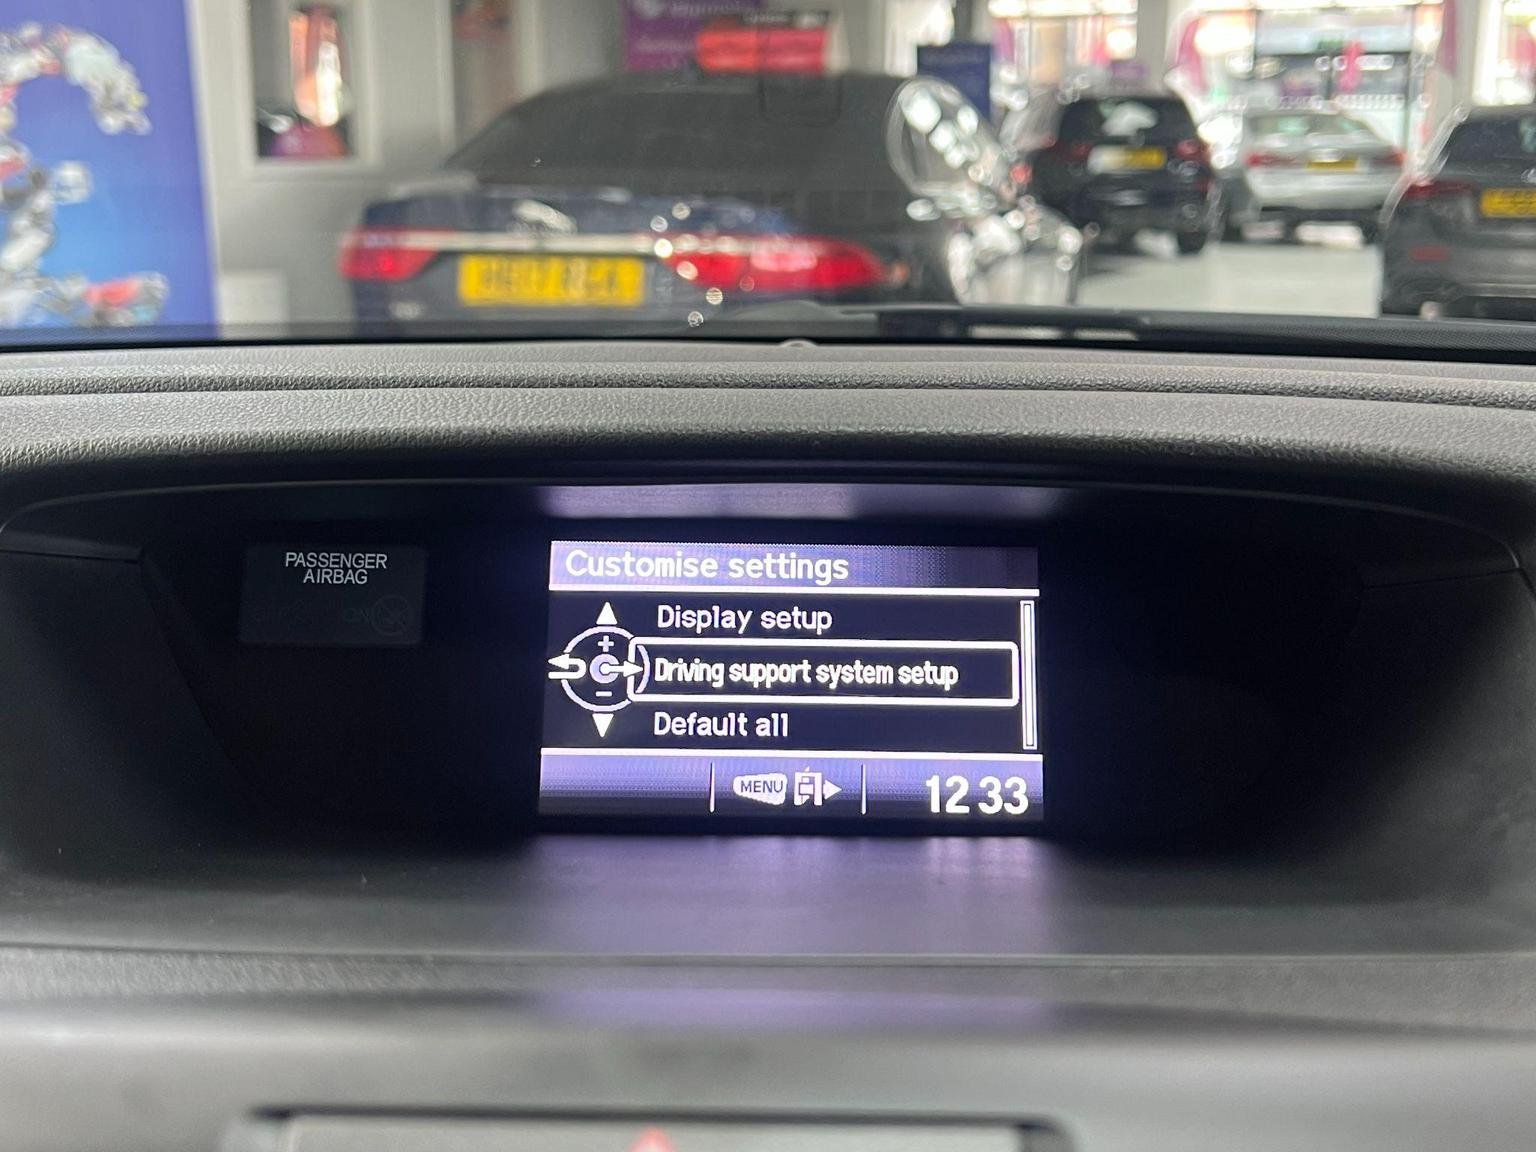 PASSENGER
AIRBAG
Customise settings
Display setup
+
Driving support system setup
-
Default all
MENU
12 33